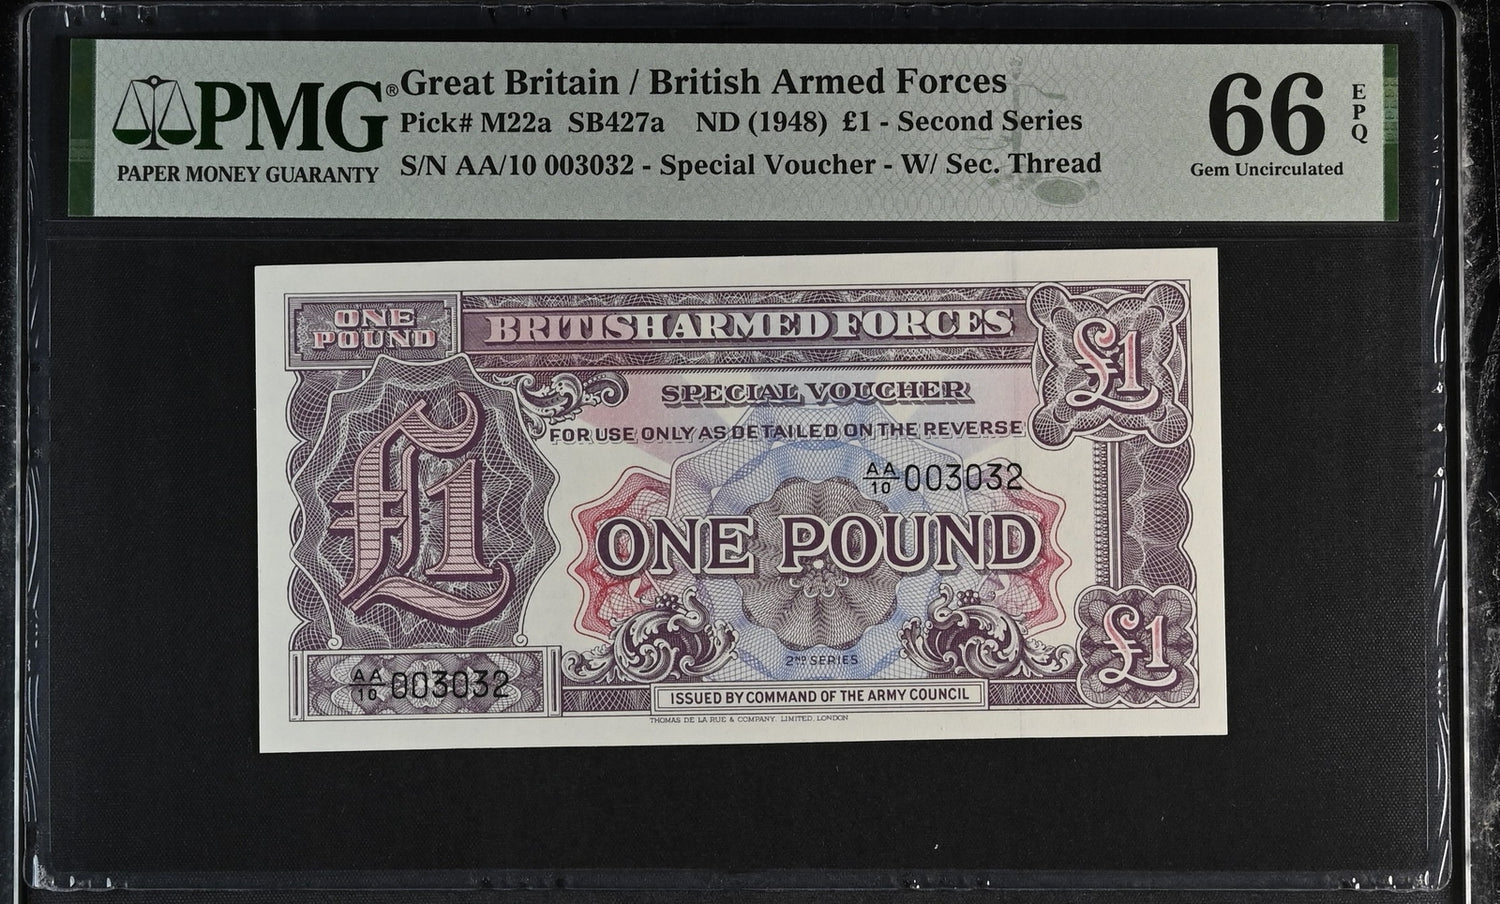 PMG®
PAPER MONEY GUARANTY
Great Britain / British Armed Forces
Pick# M22a SB427a ND (1948) £1 - Second Series
S/N AA/10 003032 - Special Voucher - W/ Sec. Thread
66
EPQ
Gem Uncirculated
ONE
POUND
BRITISH ARMED FORCES
£1
SPECIAL VOUCHER
FOR USE ONLY AS DETAILED ON THE REVERSE
AA/10 003032
£1
ONE POUND
£1
2ND SERIES
AA/10 003032
ISSUED BY COMMAND OF THE ARMY COUNCIL
THOMAS DE LA RUE & COMPANY, LIMITED, LONDON